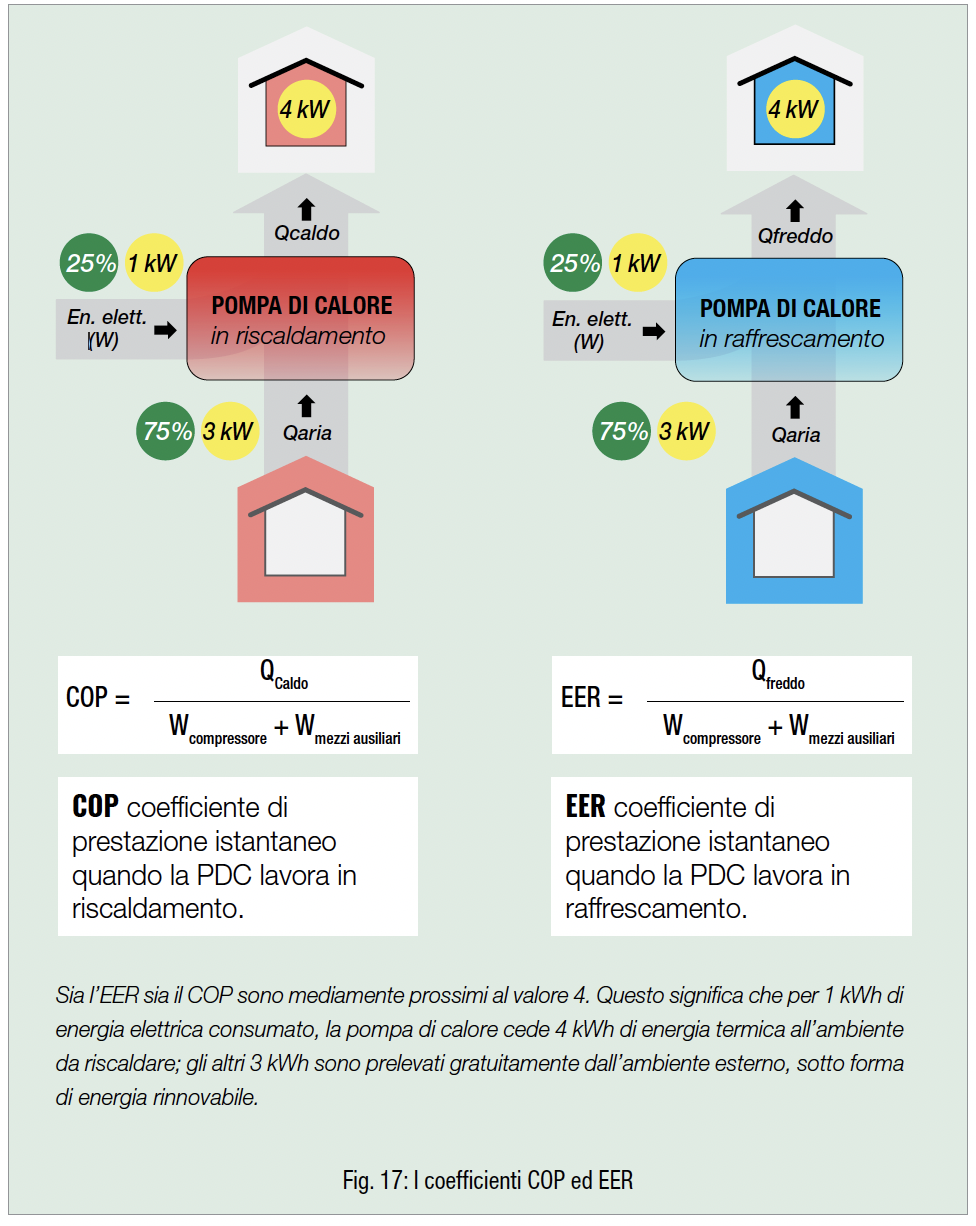 4 kW
4 kW
Qcaldo
Qfreddo
25% 1 kW
25% 1 kW
En. elett.
(W)
POMPA DI CALORE
in riscaldamento
En. elett.
(W)
POMPA DI CALORE
in raffrescamento
75% 3 kW
Qaria
75% 3 kW
Qaria
COP = Q Caldo
W compressore + W mezzi ausiliari
EER = Q freddo
W compressore + W mezzi ausiliari
COP coefficiente di
prestazione istantaneo
quando la PDC lavora in
riscaldamento.
EER coefficiente di
prestazione istantaneo
quando la PDC lavora in
raffrescamento.
Sia l'EER sia il COP sono mediamente prossimi al valore 4. Questo significa che per 1 kWh di
energia elettrica consumato, la pompa di calore cede 4 kWh di energia termica all'ambiente
da riscaldare; gli altri 3 kWh sono prelevati gratuitamente dall'ambiente esterno, sotto forma
di energia rinnovabile.
Fig. 17: I coefficienti COP ed EER